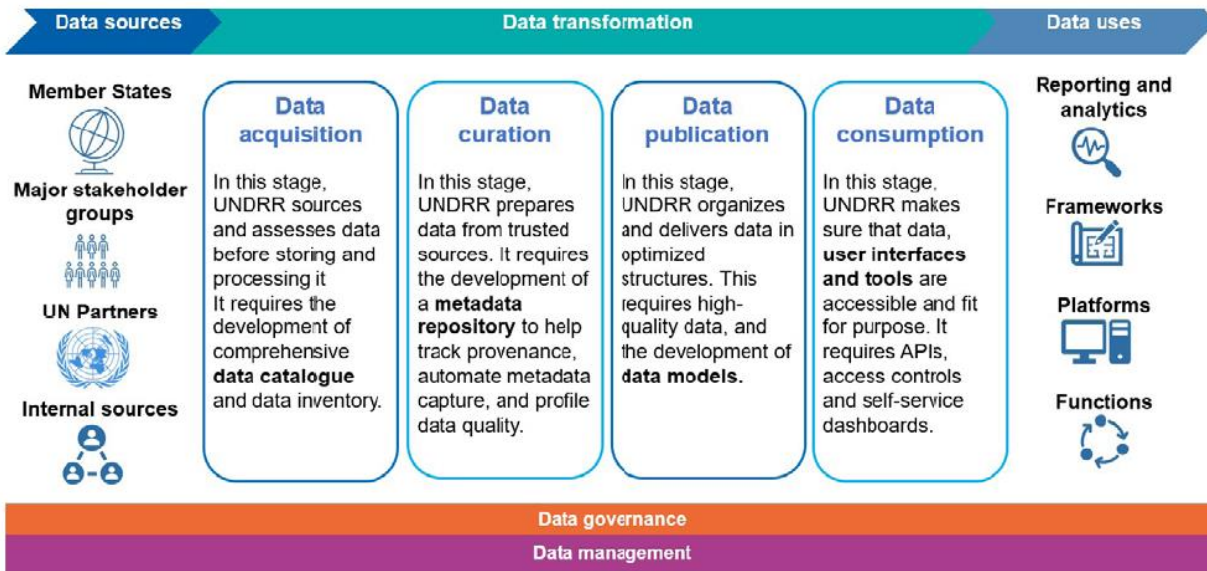 Data sources
Data transformation
Data uses
Member States
Major stakeholder
groups
UN Partners
Internal sources
Data
acquisition
In this stage,
UNDRR sources
and assesses data
before storing and
processing it
It requires the
development of
comprehensive
data catalogue
and data inventory.
Data
curation
In this stage,
UNDRR prepares
data from trusted
sources. It requires
the development of
a metadata
repository to help
track provenance,
automate metadata
capture, and profile
data quality.
Data
publication
In this stage,
UNDRR organizes
and delivers data in
optimized
structures. This
requires high-
quality data, and
the development of
data models.
Data
consumption
In this stage,
UNDRR makes
sure that data,
user interfaces
and tools are
accessible and fit
for purpose. It
requires APIs,
access controls
and self-service
dashboards.
Reporting and
analytics
Frameworks
Platforms
Functions
Data governance
Data management